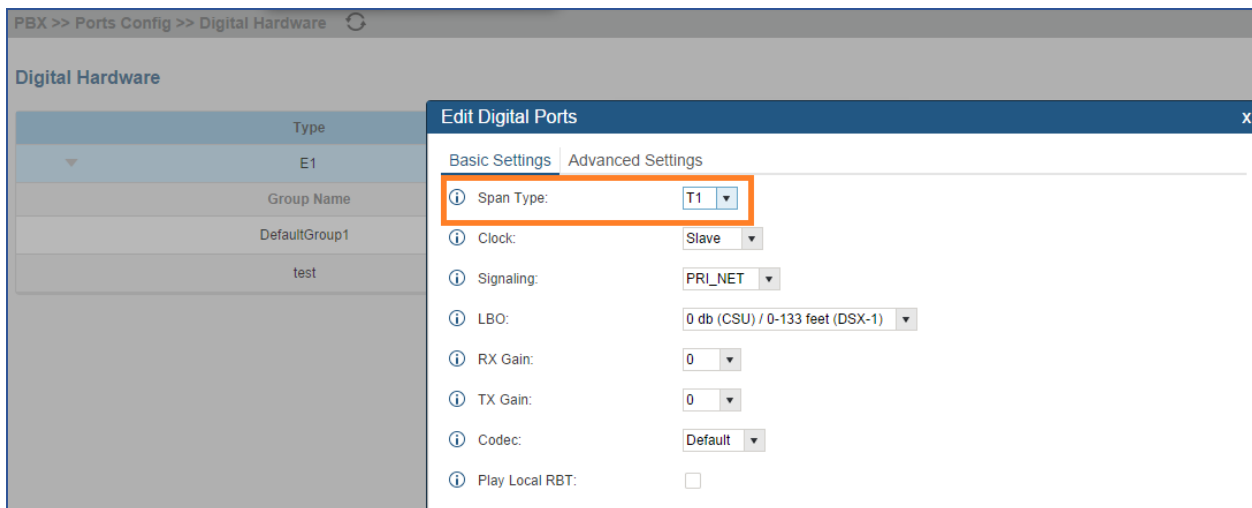 PBX >> Ports Config >> Digital Hardware
Digital Hardware
Type
E1
Group Name
DefaultGroup1
test
Edit Digital Ports X
Basic Settings Advanced Settings
Span Type: T1
Clock: Slave
Signaling: PRI_NET
LBO: 0 db (CSU) / 0-133 feet (DSX-1)
RX Gain: 0
TX Gain: 0
Codec: Default
Play Local RBT: